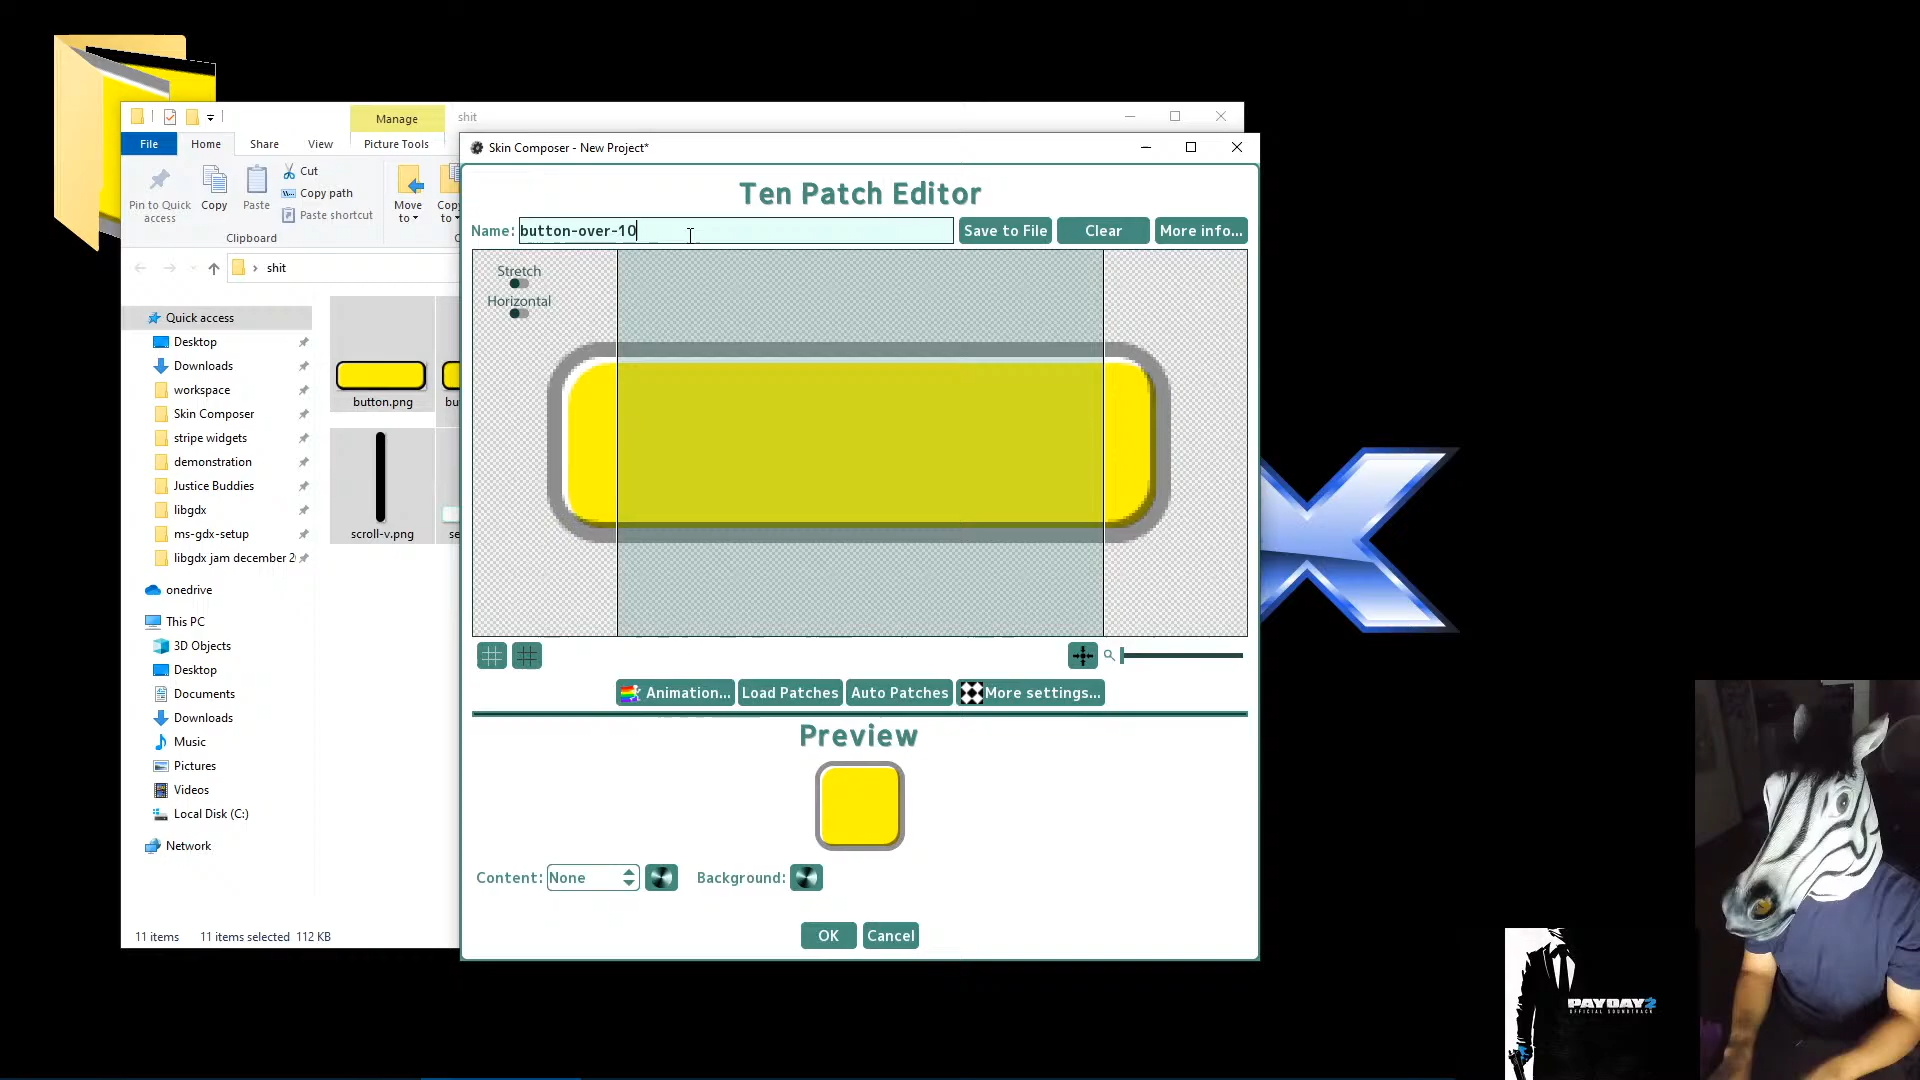 Manage
shit
File
Home
Share
View
Picture Tools
Pin to Quick
access
Copy
Paste
Cut
Copy path
Paste shortcut
Move
to
Clipboard
shit
Quick access
Desktop
Downloads
workspace
Skin Composer
stripe widgets
demonstration
Justice Buddies
libgdx
ms-gdx-setup
libgdx jam december 2
onedrive
This PC
3D Objects
Desktop
Documents
Downloads
Music
Pictures
Videos
Local Disk (C:)
Network
button.png
scroll-v.png
11 items 11 items selected 112 KB
Skin Composer - New Project*
Ten Patch Editor
Name: button-over-10
Save to File
Clear
More info...
Stretch
Horizontal
Animation...
Load Patches
Auto Patches
More settings...
Preview
Content: None
Background:
OK
Cancel
PAYDAY 2
OFFICIAL SOUNDTRACK